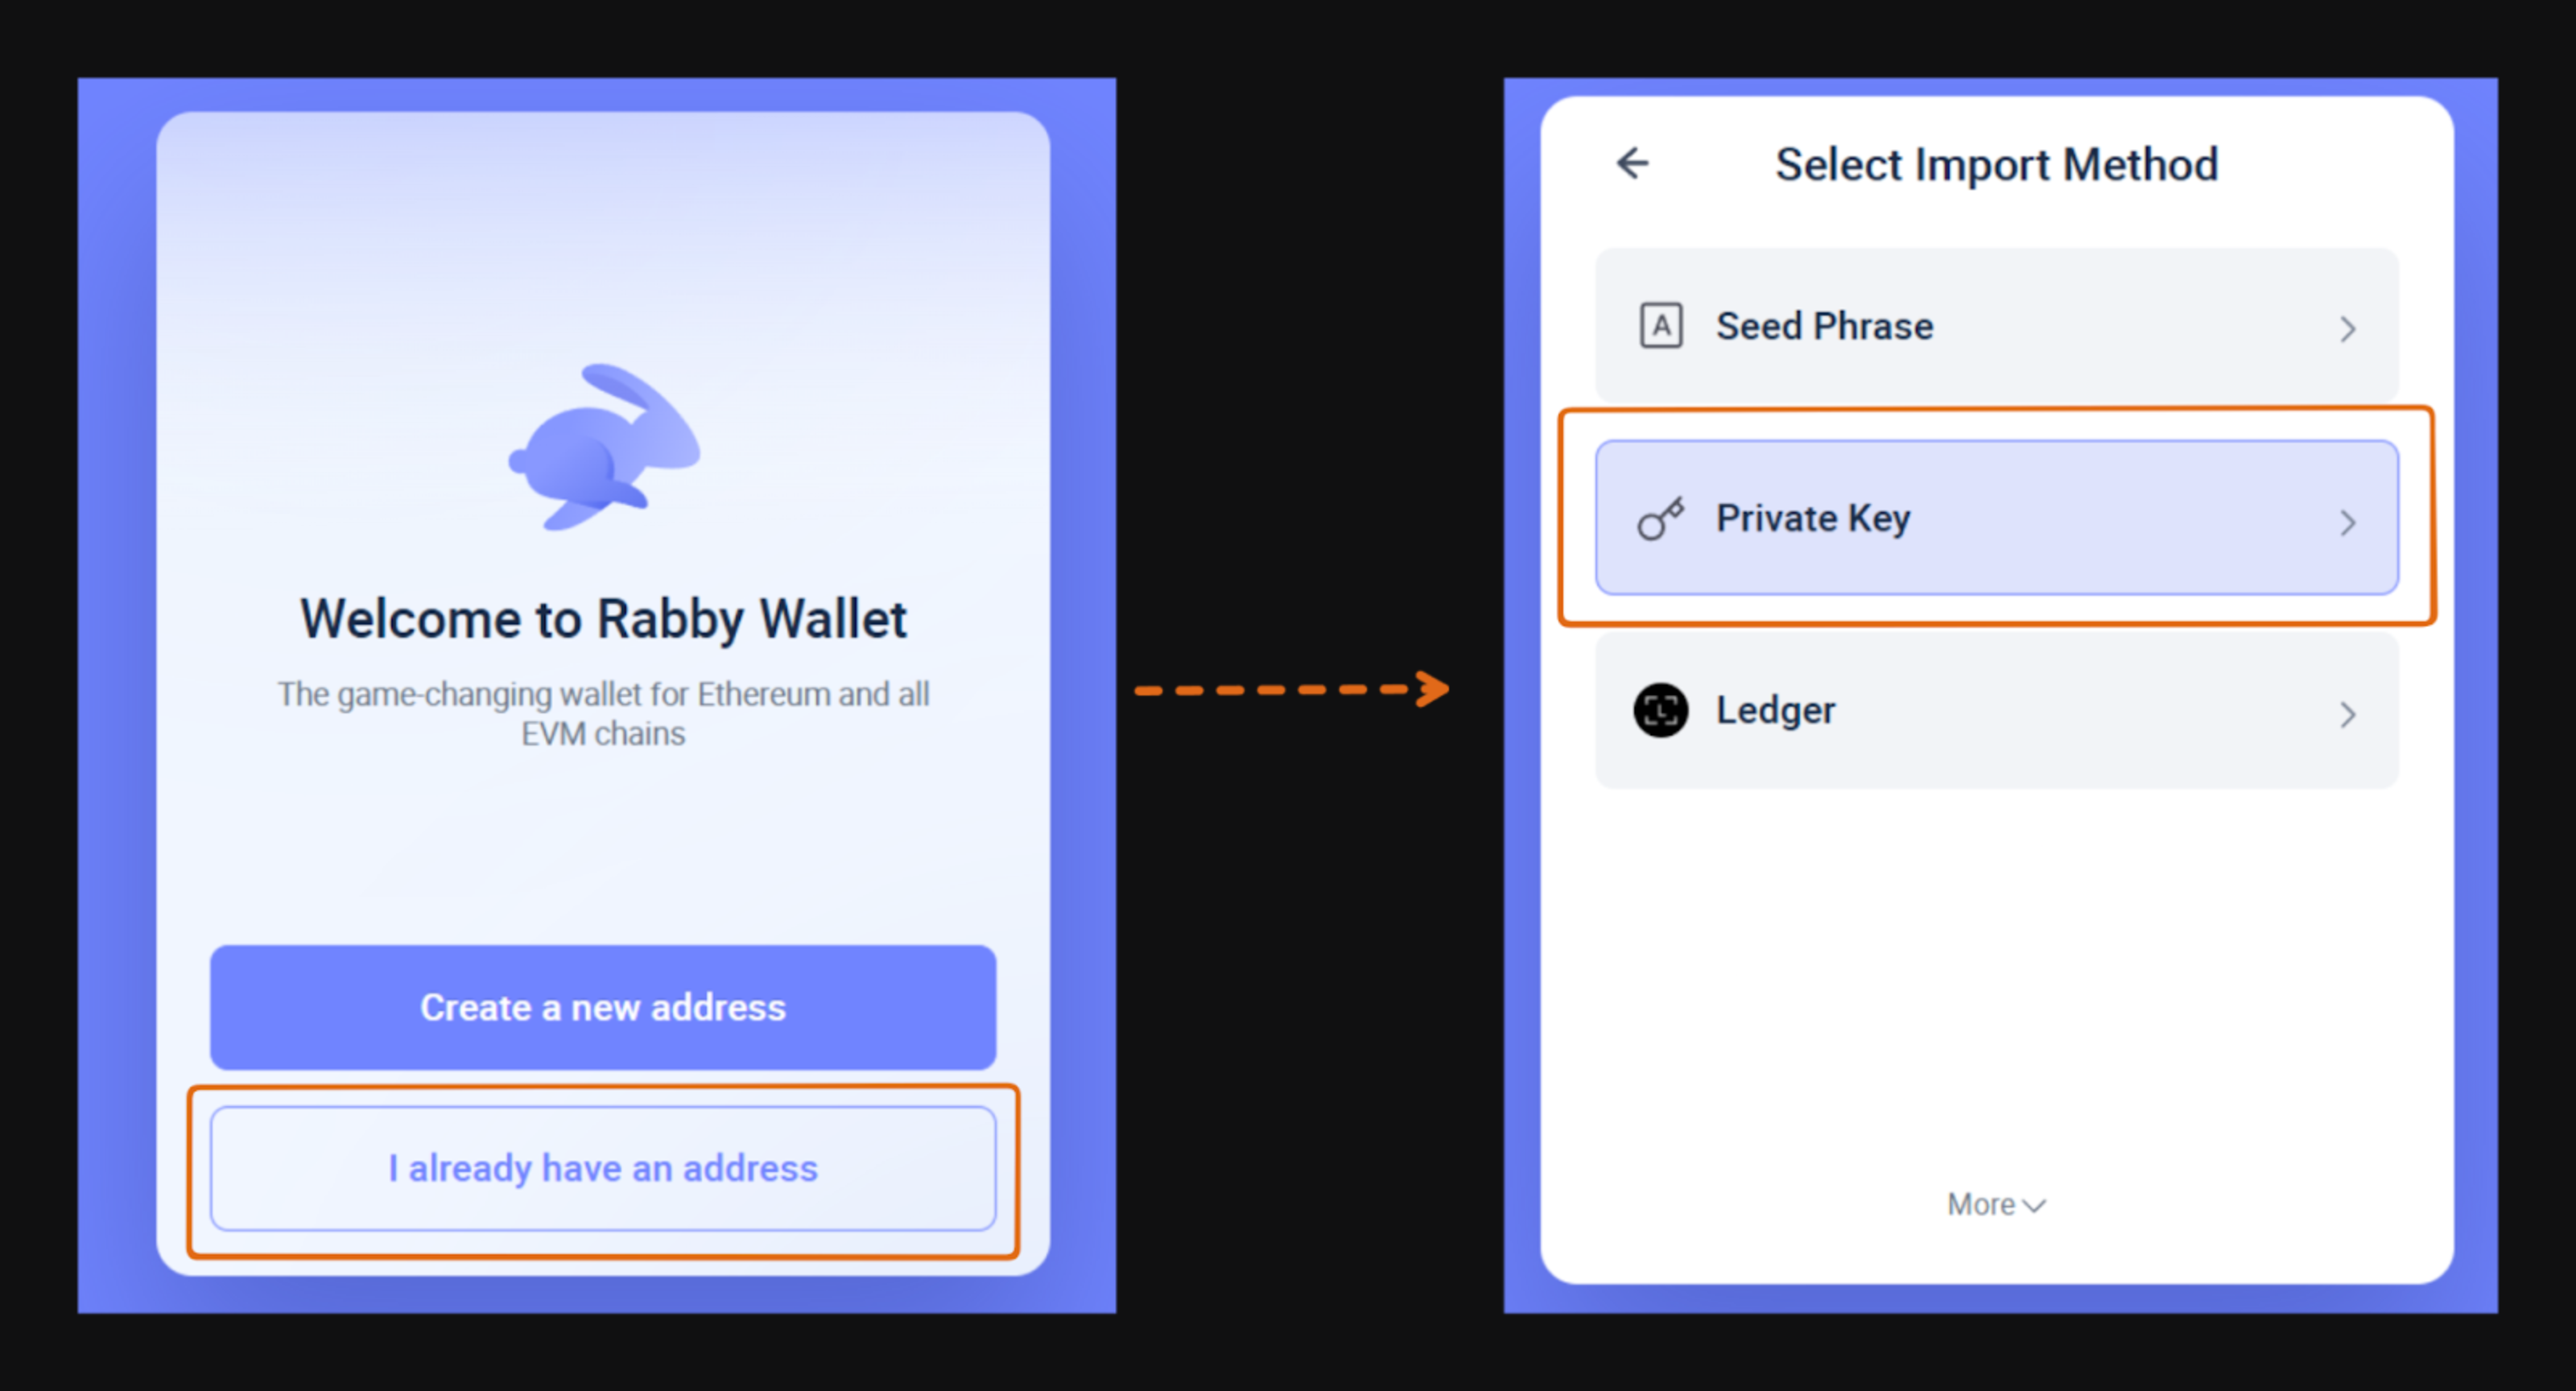 Welcome to Rabby Wallet
The game-changing wallet for Ethereum and all
EVM chains
Create a new address
I already have an address
Select Import Method
A Seed Phrase
Private Key
L Ledger
More